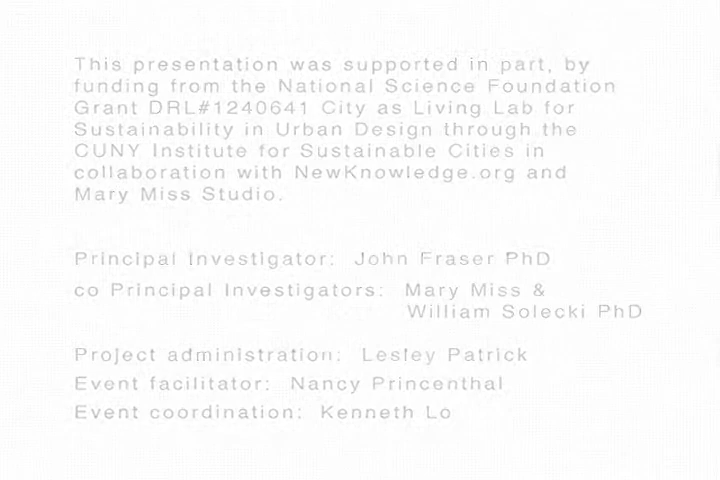 This presentation was supported in part, by
funding from the National Science Foundation
Grant DRL#1240641 City as Living Lab for
Sustainability in Urban Design through the
CUNY Institute for Sustainable Cities in
collaboration with NewKnowledge.org and
Mary Miss Studio.
Principal Investigator: John Fraser PhD
co Principal Investigators: Mary Miss &
William Solecki PhD
Project administration: Lesley Patrick
Event facilitator: Nancy Princenthal
Event coordination: Kenneth Lo